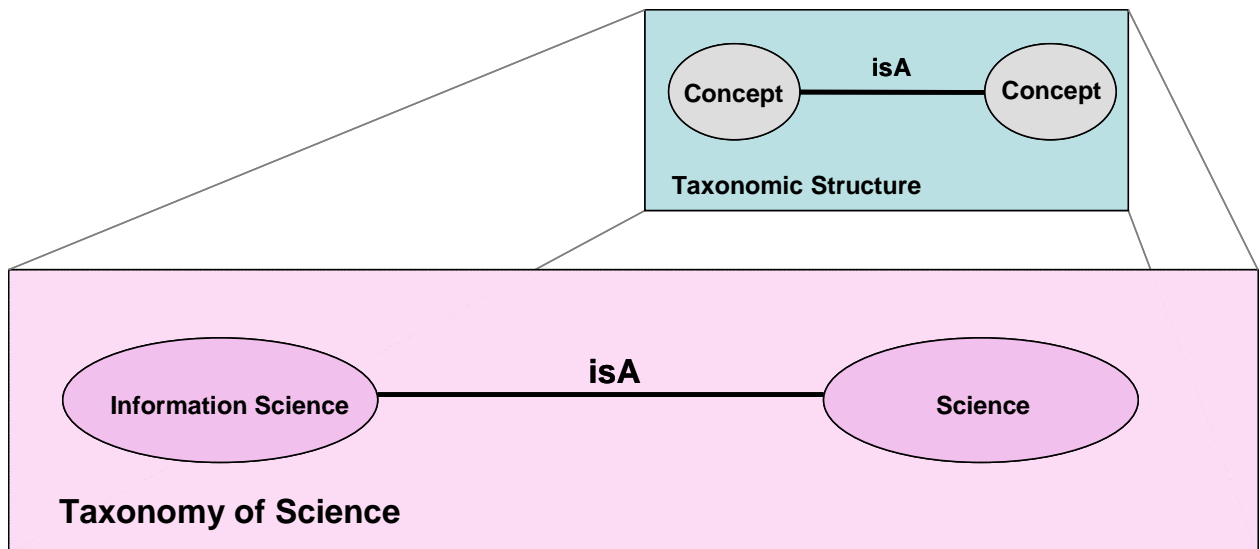 isA
Concept
Concept
Taxonomic Structure
isA
Information Science
Science
Taxonomy of Science